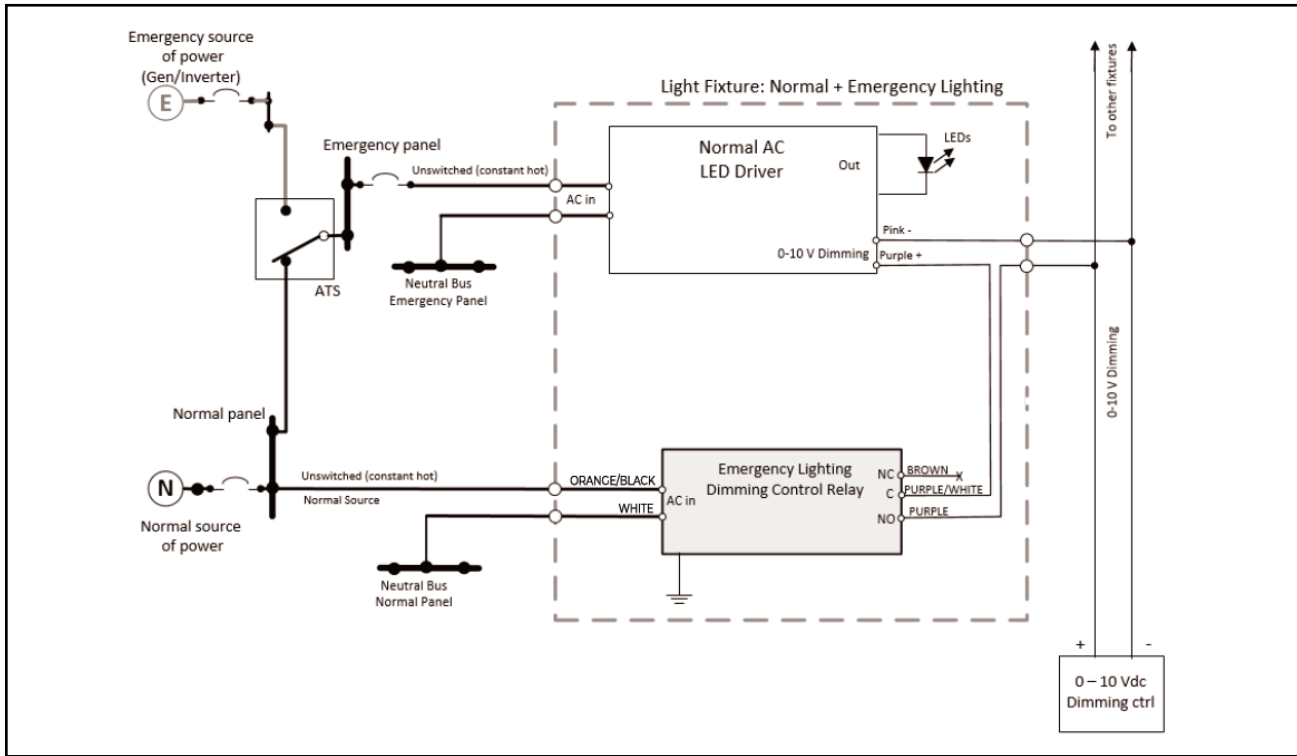 Emergency source
of power
(Gen/Inverter)
E
Emergency panel
Unswitched (constant hot)
ATS
Neutral Bus
Emergency Panel
Light Fixture: Normal + Emergency Lighting
Normal AC
LED Driver
AC in
Out
LEDs
Pink -
0-10 V Dimming
Purple +
To other fixtures
0-10 V Dimming
Normal panel
N
Normal source
of power
Unswitched (constant hot)
Normal Source
ORANGE/BLACK
WHITE
Neutral Bus
Normal Panel
Emergency Lighting
Dimming Control Relay
AC in
NC
BROWN
X
C
PURPLE/WHITE
NO
PURPLE
+
-
0 – 10 Vdc
Dimming ctrl